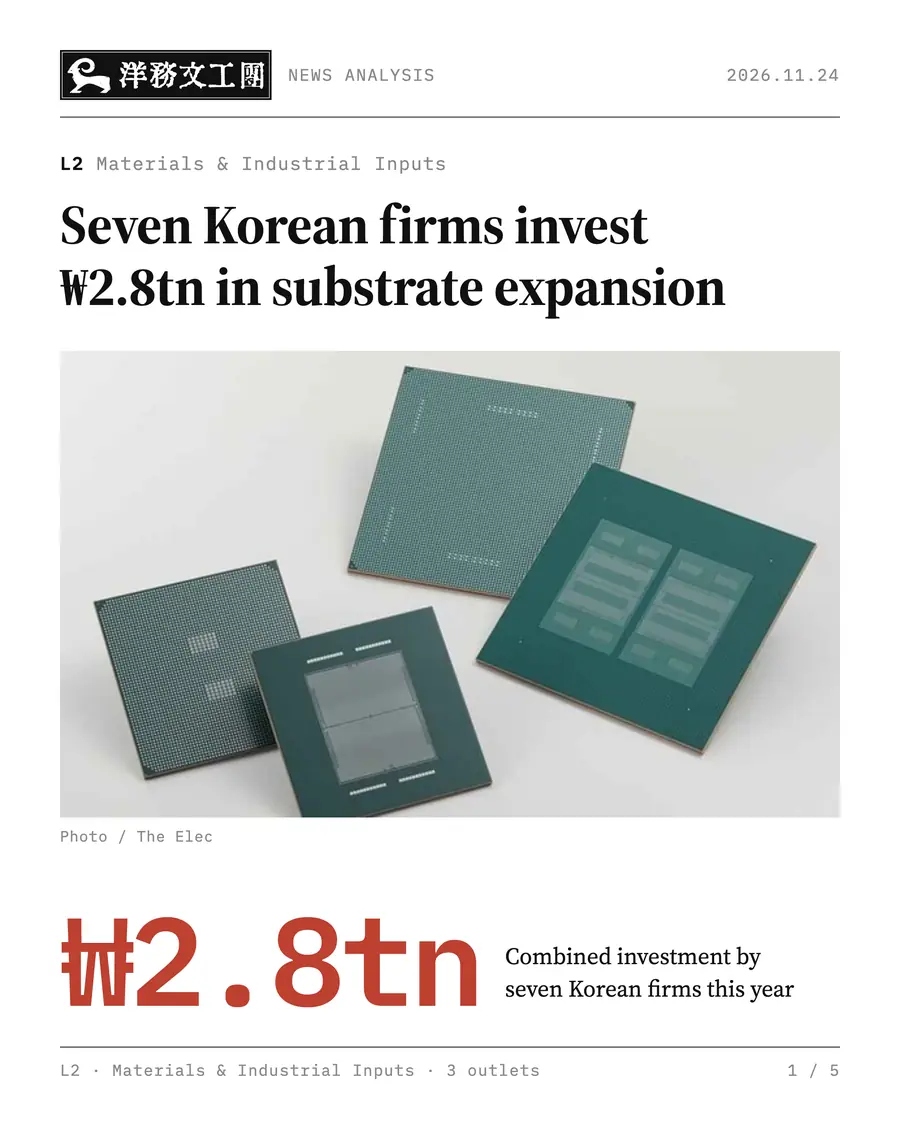 洋務文工團
NEWS ANALYSIS
2026.11.24
L2 Materials & Industrial Inputs
Seven Korean firms invest
₩2.8tn in substrate expansion
Photo / The Elec
₩2.8tn
Combined investment by
seven Korean firms this year
L2 · Materials & Industrial Inputs · 3 outlets
1 / 5